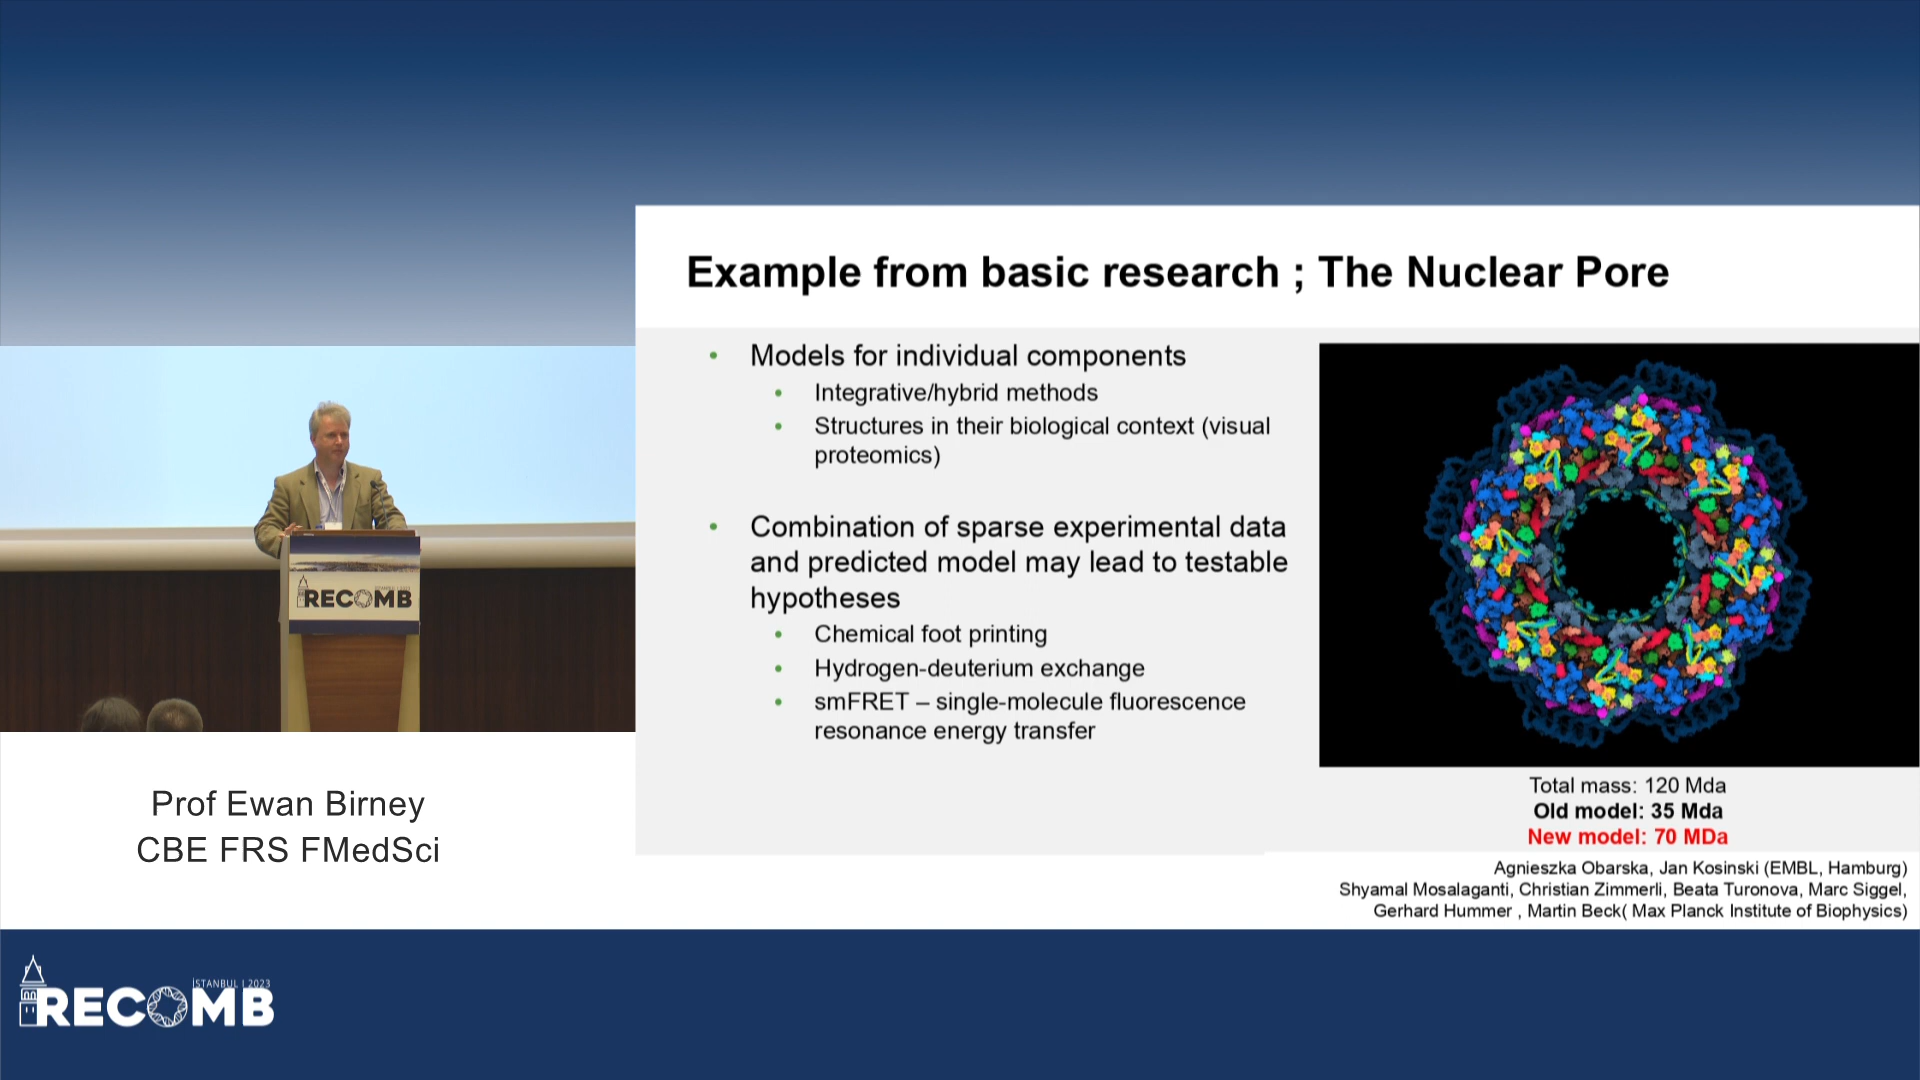 Example from basic research ; The Nuclear Pore
• Models for individual components
• Integrative/hybrid methods
• Structures in their biological context (visual
proteomics)
• Combination of sparse experimental data
and predicted model may lead to testable
hypotheses
• Chemical foot printing
• Hydrogen-deuterium exchange
• smFRET – single-molecule fluorescence
resonance energy transfer
Total mass: 120 Mda
Old model: 35 Mda
New model: 70 MDa
Agnieszka Obarska, Jan Kosinski (EMBL, Hamburg)
Shyamal Mosalaganti, Christian Zimmerli, Beata Turonova, Marc Siggel,
Gerhard Hummer , Martin Beck( Max Planck Institute of Biophysics)
RECOMB
Prof Ewan Birney
CBE FRS FMedSci
İSTANBUL | 2023
RECOMB